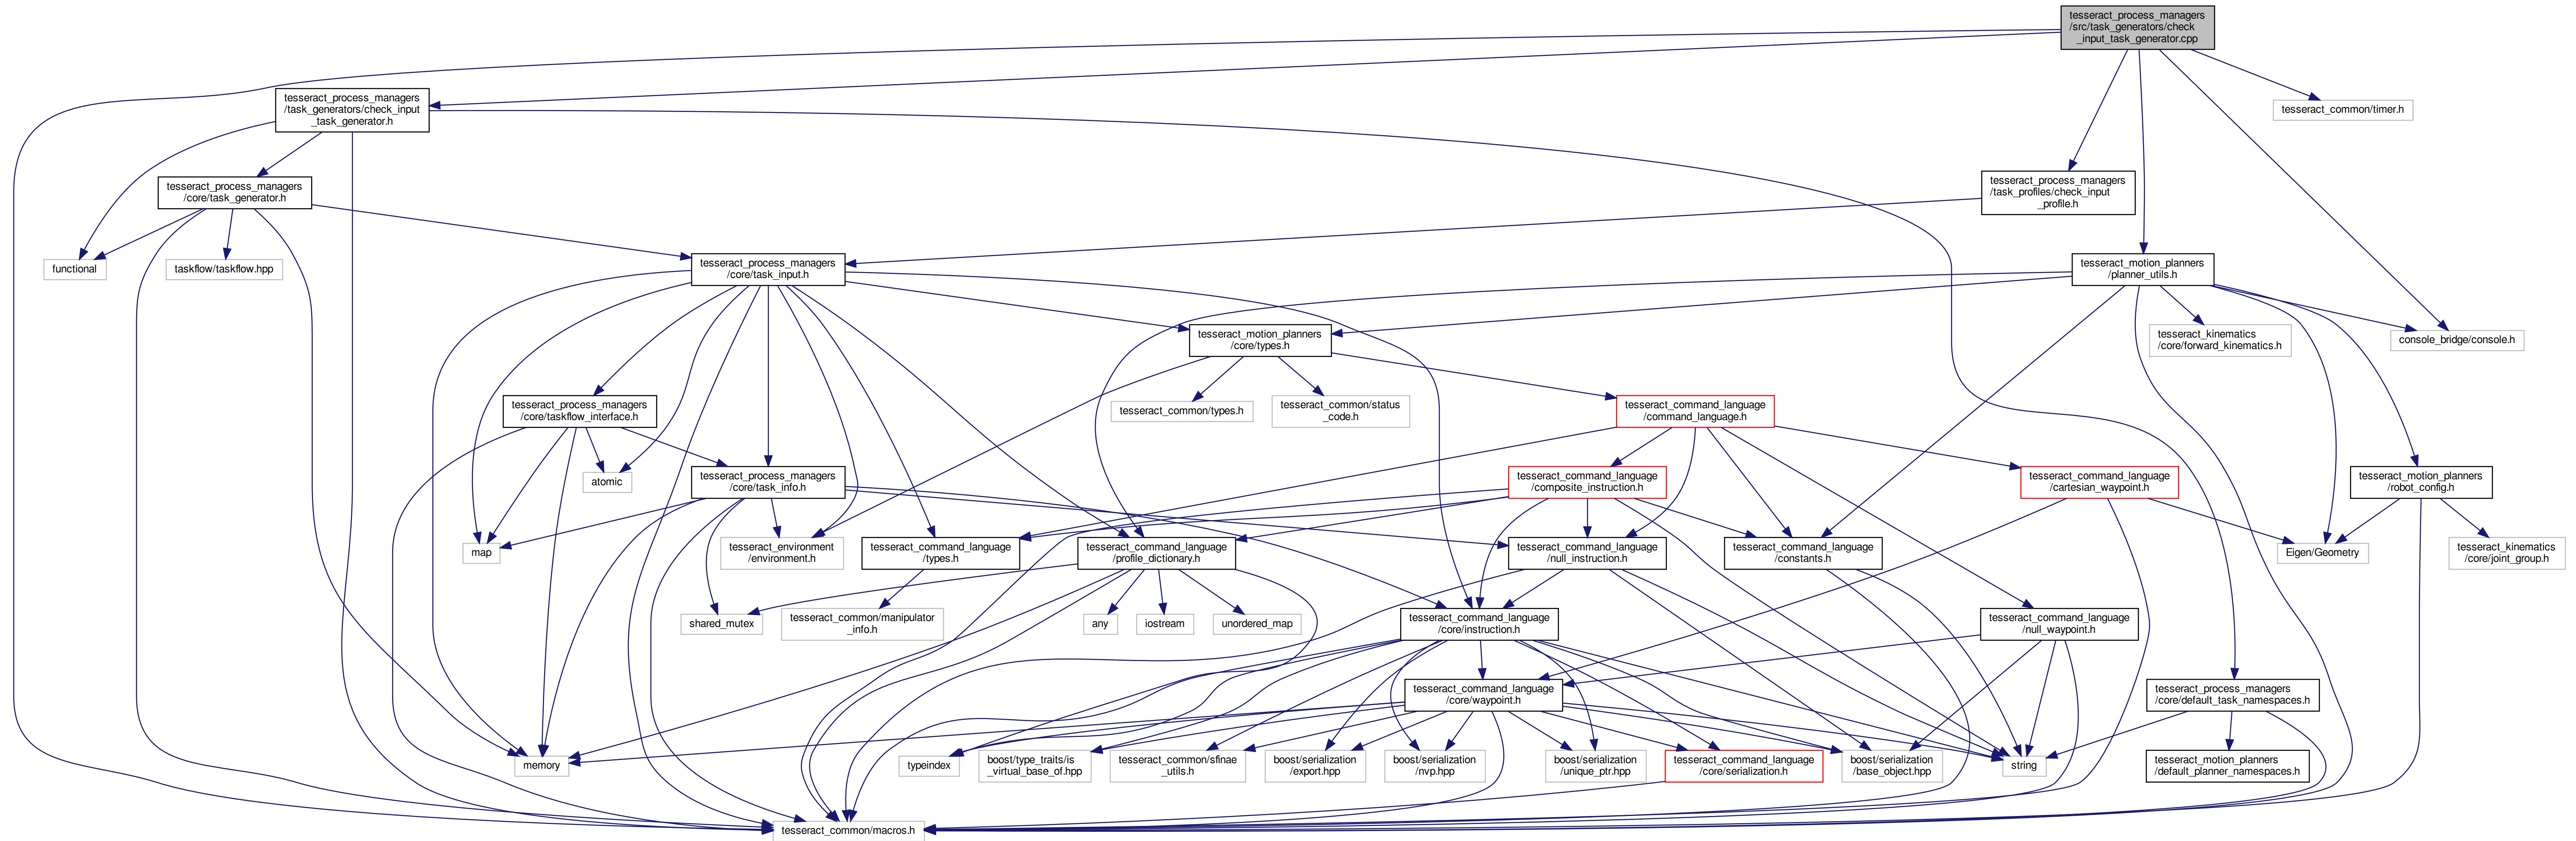 tesseract_process_managers
/src/task_generators/check
_input_task_generator.cpp
tesseract_process_managers
/task_generators/check_input
_task_generator.h
tesseract_common/timer.h
tesseract_process_managers
/core/task_generator.h
tesseract_process_managers
/task_profiles/check_input
_profile.h
functional
taskflow/taskflow.hpp
tesseract_process_managers
/core/task_input.h
tesseract_motion_planners
/planner_utils.h
tesseract_motion_planners
/core/types.h
tesseract_kinematics
/core/forward_kinematics.h
console_bridge/console.h
tesseract_process_managers
/core/taskflow_interface.h
tesseract_common/types.h
tesseract_common/status
_code.h
tesseract_command_language
/command_language.h
atomic
tesseract_process_managers
/core/task_info.h
tesseract_command_language
/composite_instruction.h
tesseract_command_language
/cartesian_waypoint.h
tesseract_motion_planners
/robot_config.h
map
tesseract_environment
/environment.h
tesseract_command_language
/types.h
tesseract_command_language
/profile_dictionary.h
tesseract_command_language
/null_instruction.h
tesseract_command_language
/constants.h
Eigen/Geometry
tesseract_kinematics
/core/joint_group.h
shared_mutex
tesseract_common/manipulator
_info.h
any
iostream
unordered_map
tesseract_command_language
/core/instruction.h
tesseract_command_language
/null_waypoint.h
tesseract_command_language
/core/waypoint.h
tesseract_process_managers
/core/default_task_namespaces.h
memory
typeindex
boost/type_traits/is
_virtual_base_of.hpp
tesseract_common/sfinae
_utils.h
boost/serialization
/export.hpp
boost/serialization
/nvp.hpp
boost/serialization
/unique_ptr.hpp
tesseract_command_language
/core/serialization.h
boost/serialization
/base_object.hpp
string
tesseract_motion_planners
/default_planner_namespaces.h
tesseract_common/macros.h